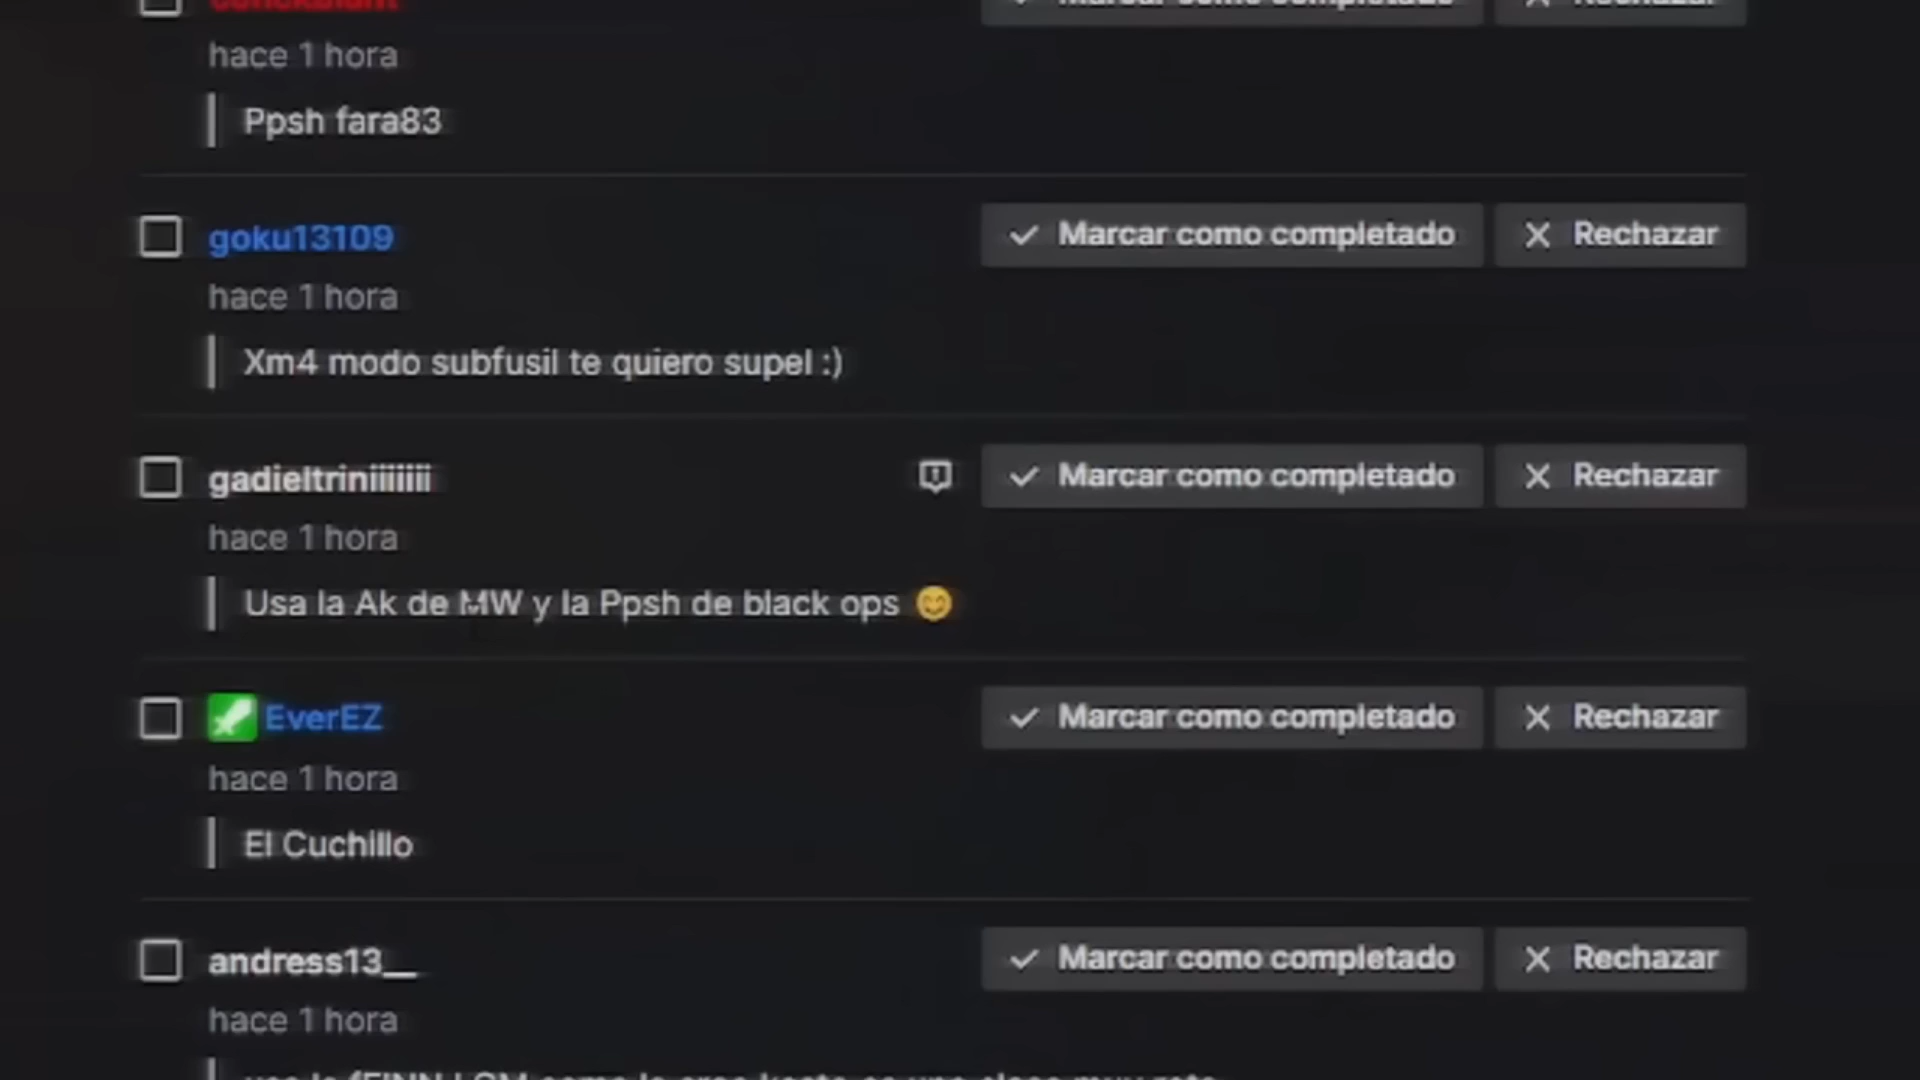 hace 1 hora
Ppsh fara83
goku13109
Marcar como completado
Rechazar
hace 1 hora
Xm4 modo subfusil te quiero supel :)
gadieltriniiiiiii
Marcar como completado
Rechazar
hace 1 hora
Usa la Ak de MW y la Ppsh de black ops 😊
EverEZ
Marcar como completado
Rechazar
hace 1 hora
El Cuchillo
andress13__
Marcar como completado
Rechazar
hace 1 hora